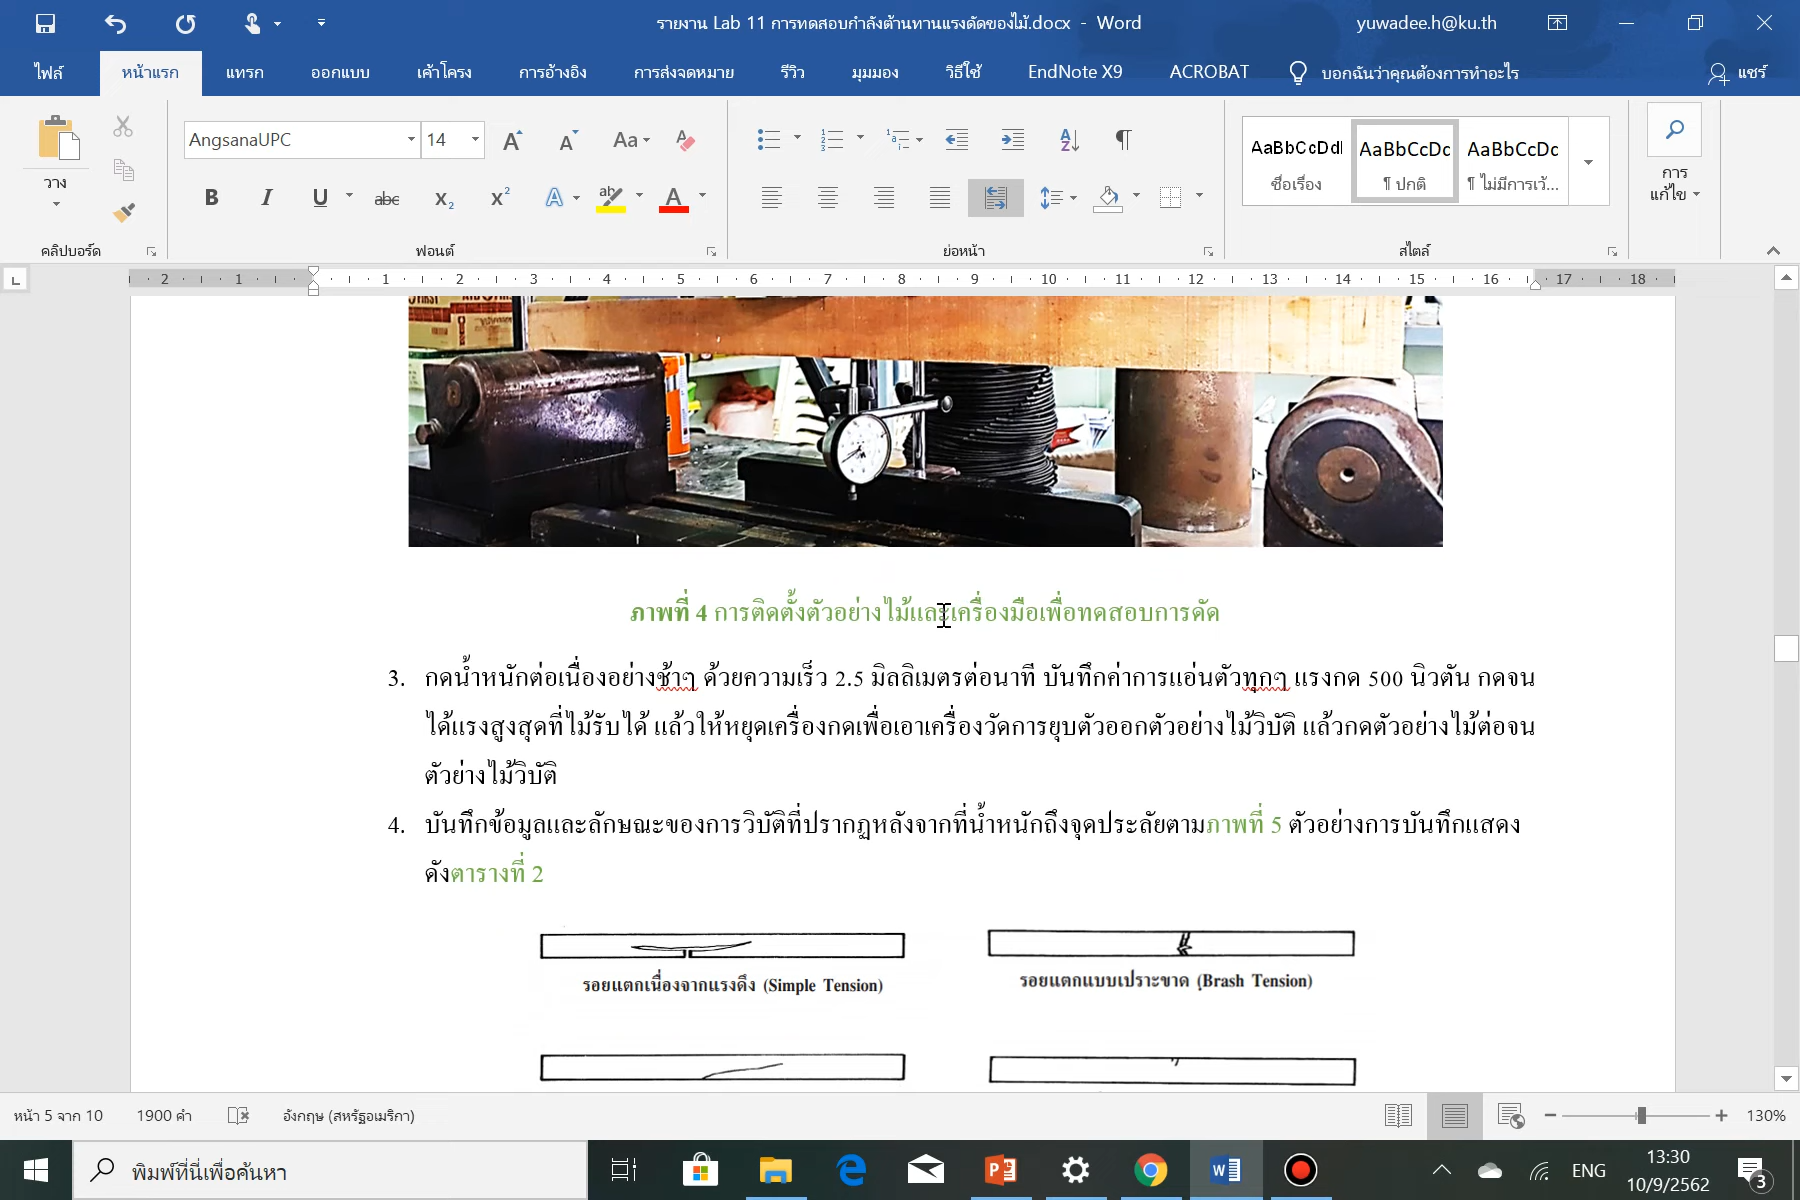 รายงาน Lab 11 การทดสอบกำลังต้านทานแรงดัดของไม้.docx - Word
yuwadee.h@ku.th
ไฟล์ หน้าแรก แทรก ออกแบบ เค้าโครง การอ้างอิง การส่งจดหมาย รีวิว มุมมอง วิธีใช้ EndNote X9 ACROBAT บอกฉันว่าคุณต้องการทำอะไร แชร์
วาง
คลิปบอร์ด
AngsanaUPC 14
ฟอนต์
ย่อหน้า
AaBbCcDdI AaBbCcDc AaBbCcDc
ชื่อเรื่อง ¶ ปกติ ¶ ไม่มีการเว้...
สไตล์
การ
แก้ไข
2 1 1 2 3 4 5 6 7 8 9 10 11 12 13 14 15 16 17 18
ภาพที่ 4 การติดตั้งตัวอย่างไม้และเครื่องมือเพื่อทดสอบการดัด
3. กดน้ำหนักต่อเนื่องอย่างช้าๆ ด้วยความเร็ว 2.5 มิลลิเมตรต่อนาที บันทึกค่าการแอ่นตัวทุกๆ แรงกด 500 นิวตัน กดจน
ได้แรงสูงสุดที่ไม้รับได้ แล้วให้หยุดเครื่องกดเพื่อเอาเครื่องวัดการยุบตัวออกตัวอย่างไม้วิบัติ แล้วกดตัวอย่างไม้ต่อจน
ตัวย่างไม้วิบัติ
4. บันทึกข้อมูลและลักษณะของการวิบัติที่ปรากฏหลังจากที่น้ำหนักถึงจุดประลัยตามภาพที่ 5 ตัวอย่างการบันทึกแสดง
ดังตารางที่ 2
รอยแตกเนื่องจากแรงดึง (Simple Tension)
รอยแตกแบบเปราะขาด (Brash Tension)
หน้า 5 จาก 10 1900 คำ อังกฤษ (สหรัฐอเมริกา) 130%
พิมพ์ที่นี่เพื่อค้นหา
ENG
13:30
10/9/2562
3